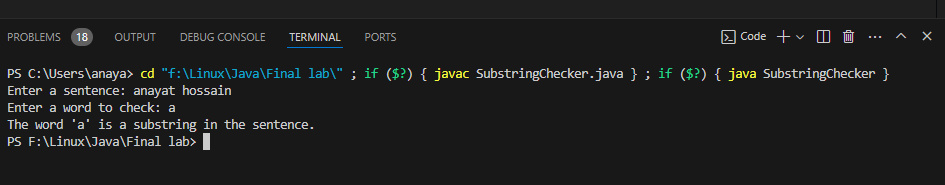 PROBLEMS 18 OUTPUT DEBUG CONSOLE TERMINAL PORTS Code
PS C:\Users\anaya> cd "f:\Linux\Java\Final lab\" ; if ($?) { javac SubstringChecker.java } ; if ($?) { java SubstringChecker }
Enter a sentence: anayat hossain
Enter a word to check: a
The word 'a' is a substring in the sentence.
PS F:\Linux\Java\Final lab>